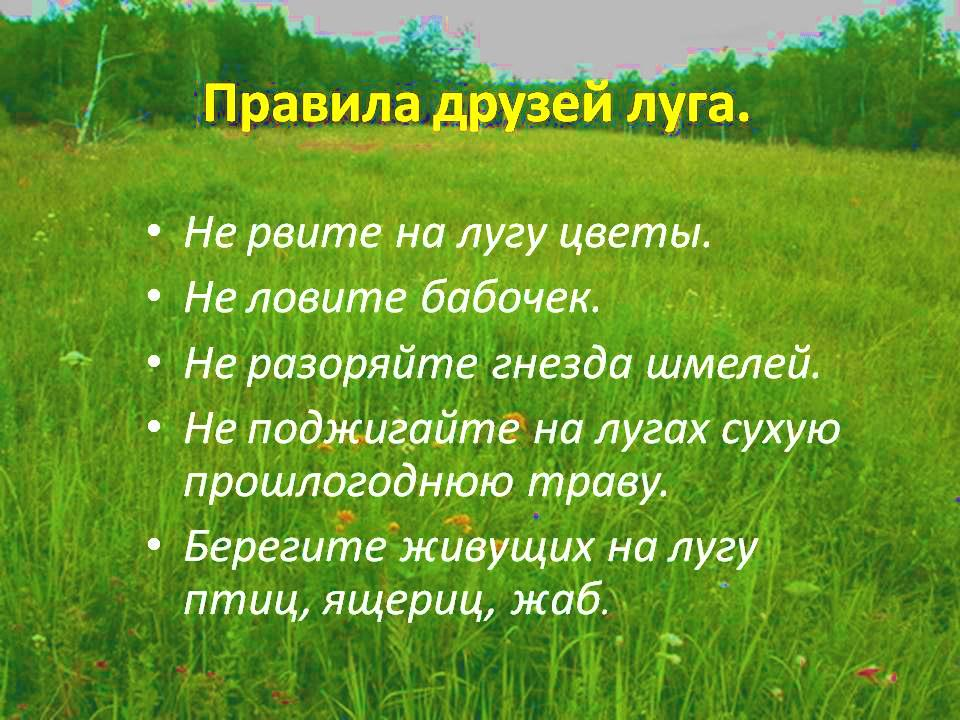 Правила друзей луга.
• Не рвите на лугу цветы.
• Не ловите бабочек.
• Не разоряйте гнезда шмелей.
• Не поджигайте на лугах сухую
прошлогоднюю траву.
• Берегите живущих на лугу
птиц, ящериц, жаб.